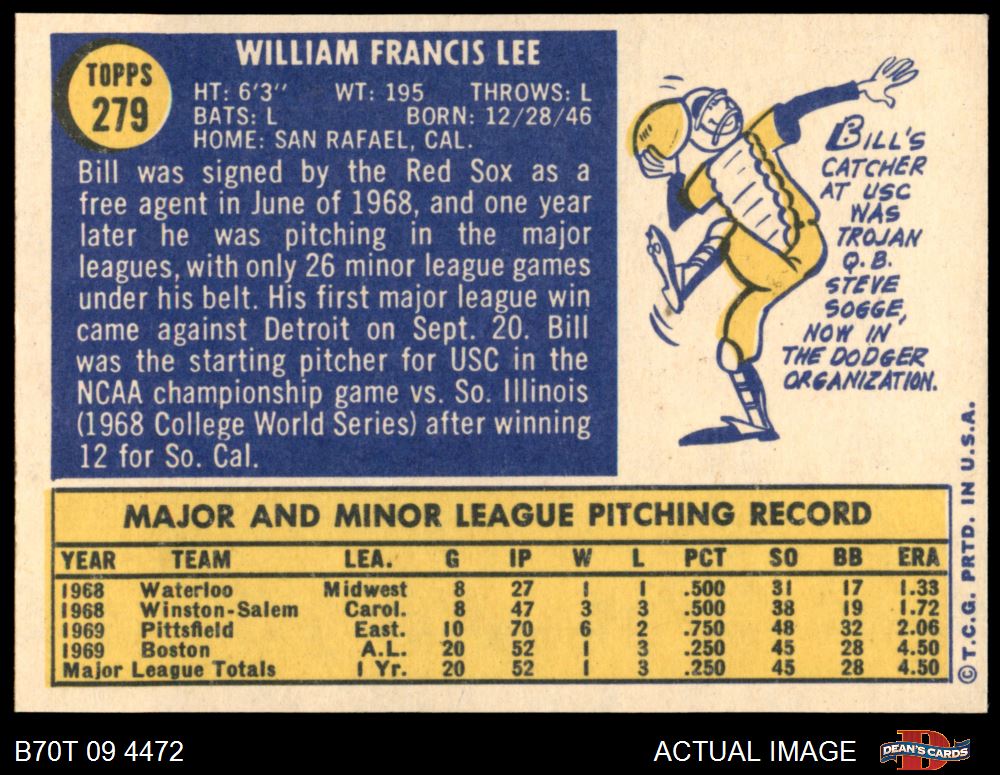 TOPPS
279
WILLIAM FRANCIS LEE
HT: 6'3" WT: 195 THROWS: L
BATS: L BORN: 12/28/46
HOME: SAN RAFAEL, CAL.
Bill was signed by the Red Sox as a
free agent in June of 1968, and one year
later he was pitching in the major
leagues, with only 26 minor league games
under his belt. His first major league win
came against Detroit on Sept. 20. Bill
was the starting pitcher for USC in the
NCAA championship game vs. So. Illinois
(1968 College World Series) after winning
12 for So. Cal.
BILL'S
CATCHER
AT USC
WAS
TROJAN
Q.B.
STEVE
SOGGE,
NOW IN
THE DODGER
ORGANIZATION.
MAJOR AND MINOR LEAGUE PITCHING RECORD
YEAR TEAM LEA. G IP W L PCT SO BB ERA
1968 Waterloo Midwest 8 27 1 1 .500 31 17 1.33
1968 Winston-Salem Carol. 8 47 3 3 .500 38 19 1.72
1969 Pittsfield East. 10 70 6 2 .750 48 32 2.06
1969 Boston A.L. 20 52 1 3 .250 45 28 4.50
Major League Totals 1 Yr. 20 52 1 3 .250 45 28 4.50
© T.C.G. PRTD. IN U.S.A.
B70T 09 4472 ACTUAL IMAGE
DEAN'S CARDS